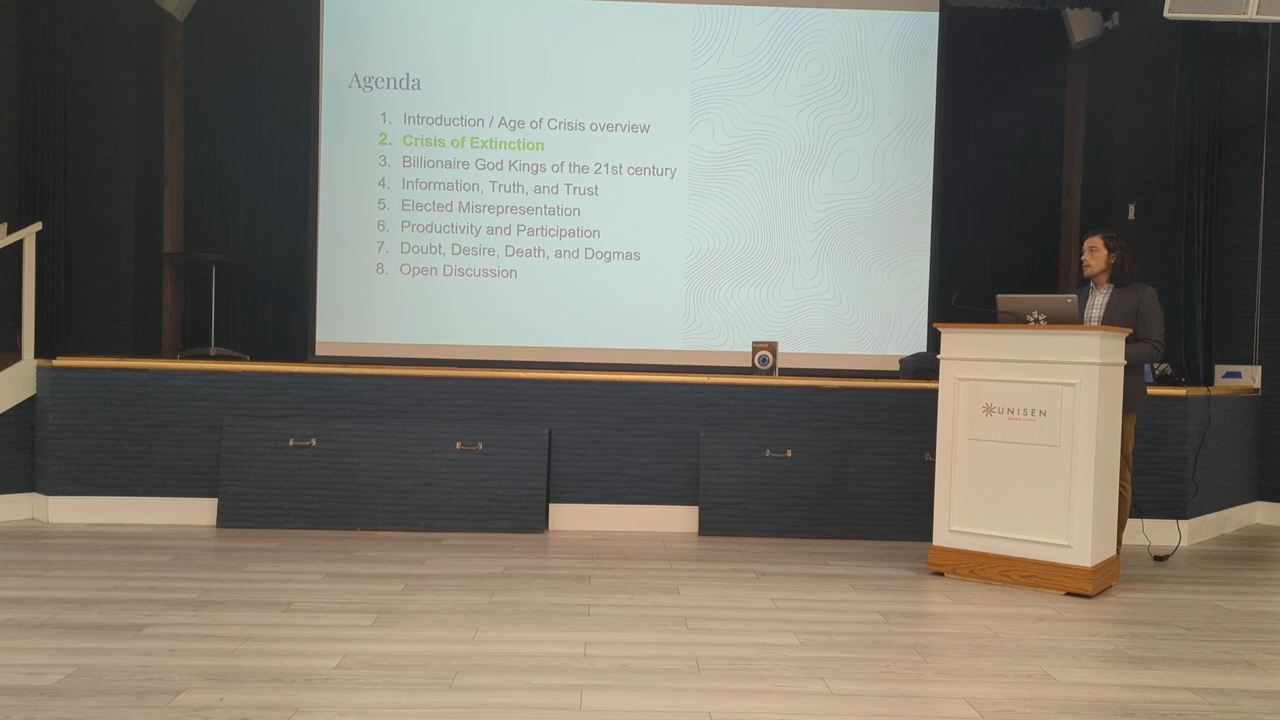 Agenda
1. Introduction / Age of Crisis overview
2. Crisis of Extinction
3. Billionaire God Kings of the 21st century
4. Information, Truth, and Trust
5. Elected Misrepresentation
6. Productivity and Participation
7. Doubt, Desire, Death, and Dogmas
8. Open Discussion
UNISEN
SENIOR LIVING